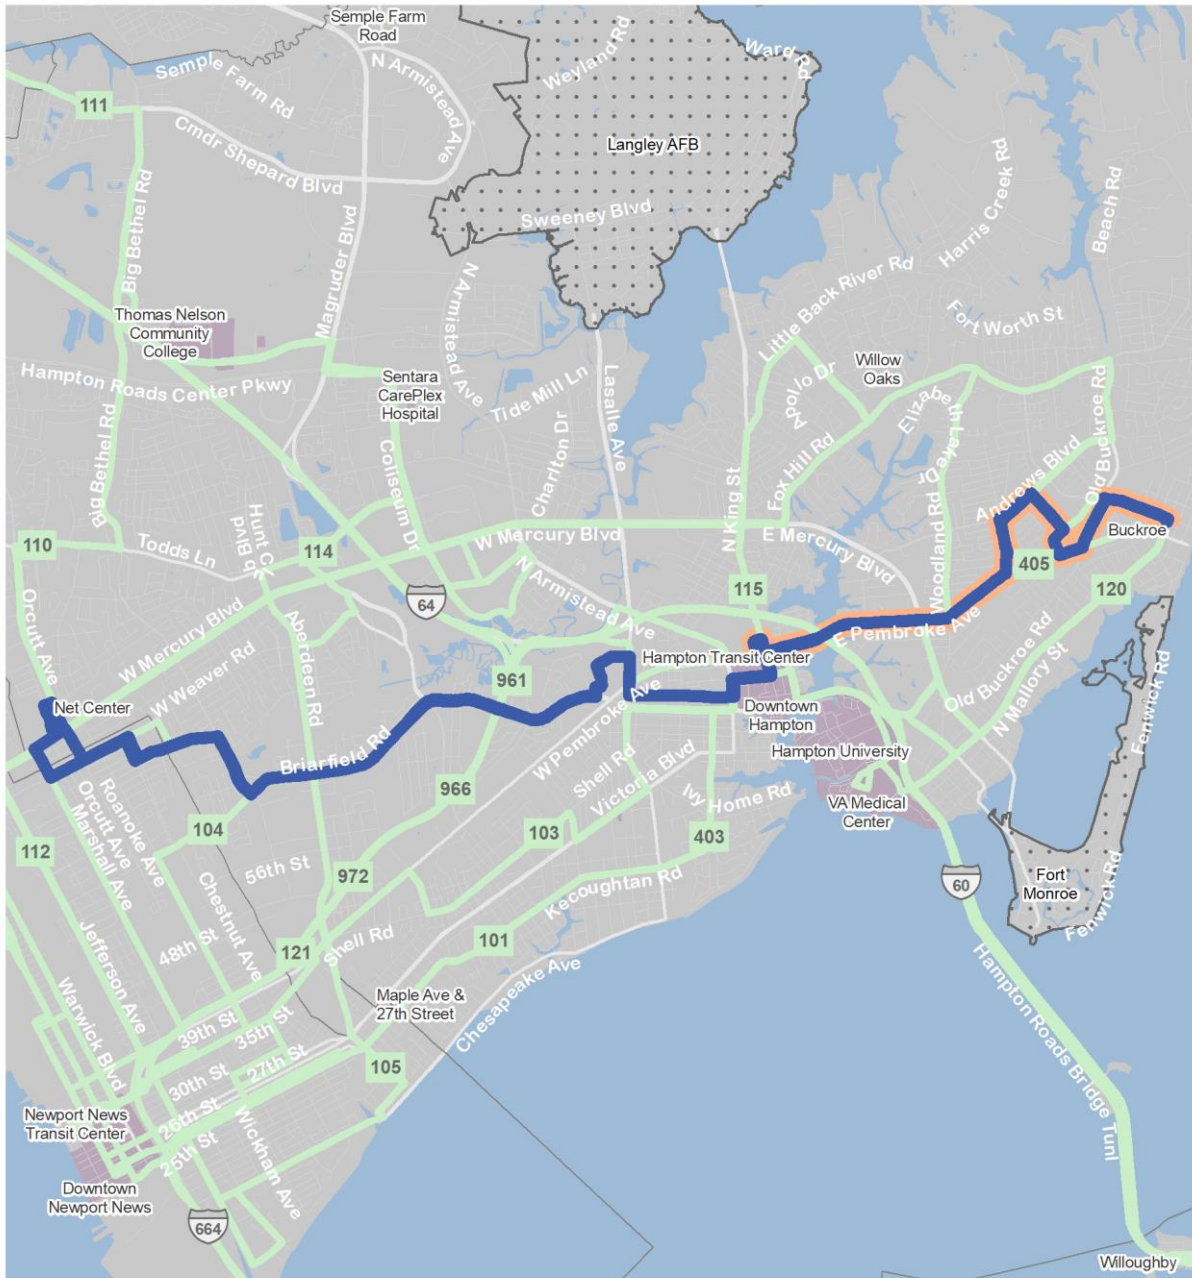 Semple Farm
Road
Semple Farm Rd
N Armistead Ave
Weyland Rd
Ward Rd
111
Cmdr Shepard Blvd
Langley AFB
Sweeney Blvd
Big Bethel Rd
Magruder Blvd
N Armistead Ave
Harris Creek Rd
Beach Rd
Little Back River Rd
Fort Worth St
Thomas Nelson
Community
College
Hampton Roads Center Pkwy
Sentara
CarePlex
Hospital
Tide Mill Ln
Lasalle Ave
Apollo Dr
Willow
Oaks
Elizabeth Lake Dr
Big Bethel Rd
Coliseum Dr
Charlton Dr
Fox Hill Rd
N King St
Woodland Rd
Andrews Blvd
Old Buckroe Rd
Buckroe
110
Todds Ln
Hunt Cl
ub Blvd
114
W Mercury Blvd
E Mercury Blvd
405
120
Orcutt Ave
W Mercury Blvd
64
N Armistead Ave
115
E Pembroke Ave
Aberdeen Rd
W Weaver Rd
961
Hampton Transit Center
Old Buckroe Rd
N Mallory St
Fenwick Rd
Net Center
Briarfield Rd
W Pembroke Ave
Downtown
Hampton
Hampton University
966
Shell Rd
Victoria Blvd
Ivy Home Rd
VA Medical
Center
Roanoke Ave
Orcutt Ave
Marshall Ave
104
112
103
403
56th St
972
Kecoughtan Rd
60
Fort
Monroe
Fenwick Rd
Chestnut Ave
48th St
Jefferson Ave
121
Shell Rd
101
Warwick Blvd
Maple Ave &
27th Street
Chesapeake Ave
Hampton Roads Bridge Tunl
39th St
35th St
30th St
27th St
105
26th St
25th St
Wickham Ave
Newport News
Transit Center
Downtown
Newport News
664
Willoughby